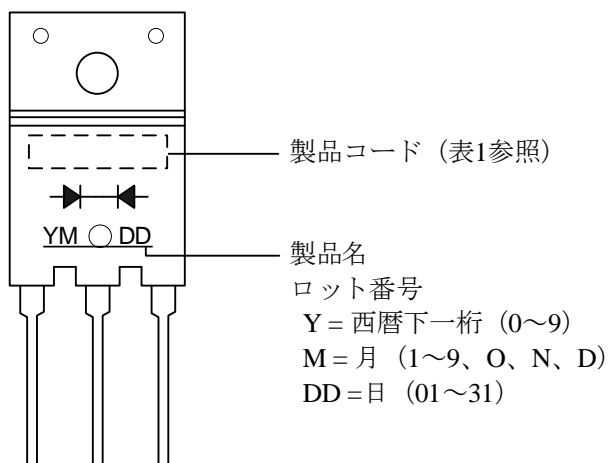 製品コード（表1参照）
YM DD
製品名
ロット番号
Y = 西暦下一桁（0～9）
M = 月（1～9、O、N、D）
DD =日（01～31）